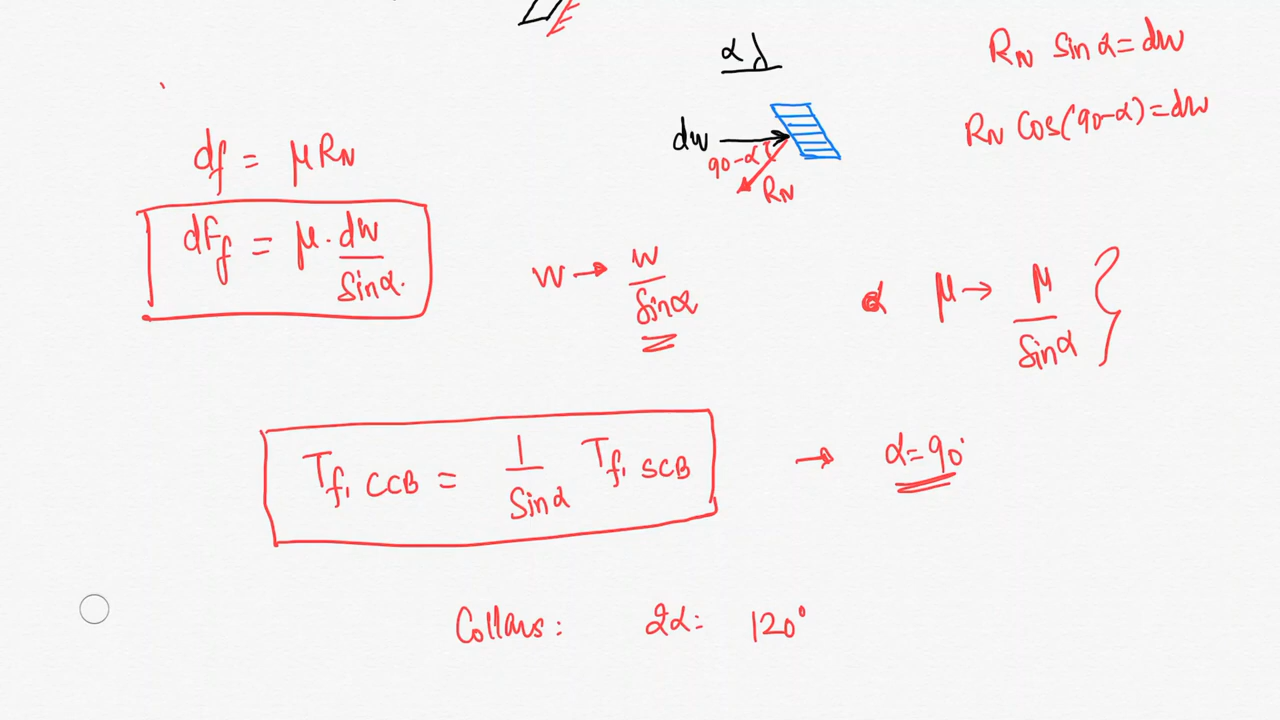 α λ
R_N Sin α = dw
R_N Cos(90-α) = dw
df = μ R_N
dw
90-α
R_N
dF_f = μ. dw / Sinα.
w → w / Sinα
α μ → μ / Sinα
T_f, CCB = 1 / Sinα T_f, SCB → α = 90°
Collars : 2α = 120°